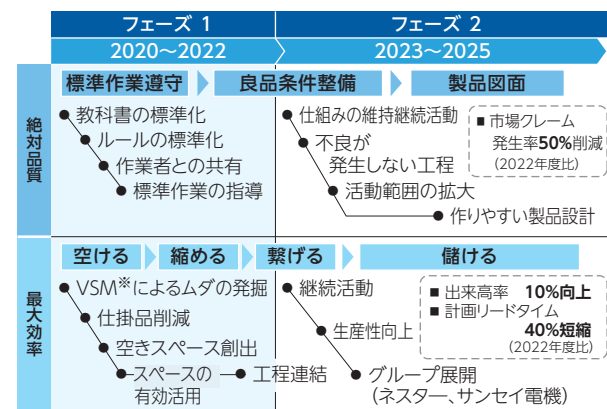 フェーズ 1
フェーズ 2
2020～2022
2023～2025
絶対品質
標準作業遵守
良品条件整備
製品図面
● 教科書の標準化
● ルールの標準化
● 作業者との共有
● 標準作業の指導
● 仕組みの維持継続活動
● 不良が
発生しない工程
● 活動範囲の拡大
● 作りやすい製品設計
■ 市場クレーム
発生率50%削減
(2022年度比)
最大効率
空ける
縮める
繋げる
儲ける
● VSM※によるムダの発掘
● 仕掛品削減
● 空きスペース創出
● スペースの
有効活用
● 工程連結
● 継続活動
● 生産性向上
● グループ展開
(ネスター、サンセイ電機)
■ 出来高率 10%向上
■ 計画リードタイム
40%短縮
(2022年度比)